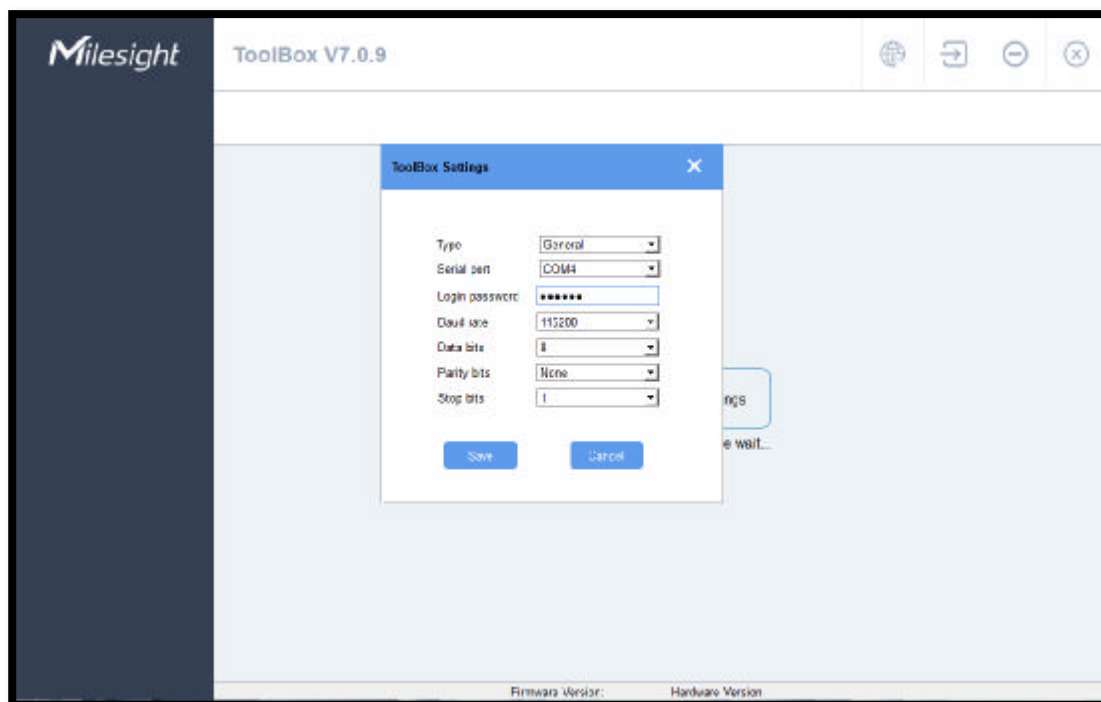 Milesight
ToolBox V7.0.9
ToolBox Settings
Type General
Serial port COM4
Login password ●●●●●●
Baud rate 115200
Data bits 8
Parity bits None
Stop bits 1
ngs
Save Cancel
e wait...
Firmware Version: Hardware Version